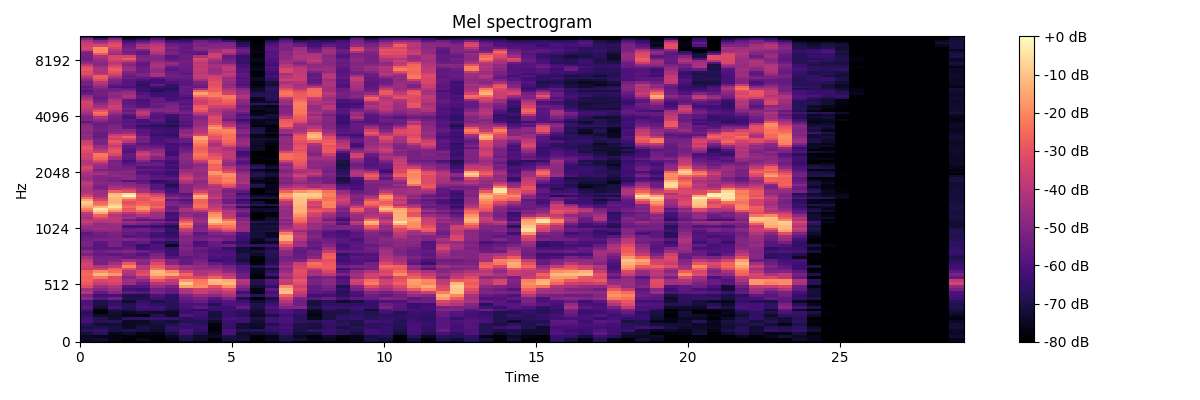 Mel spectrogram
+0 dB
8192
-10 dB
-20 dB
4096
-30 dB
Hz
2048
-40 dB
1024
-50 dB
-60 dB
512
-70 dB
0
-80 dB
0 5 10 15 20 25
Time